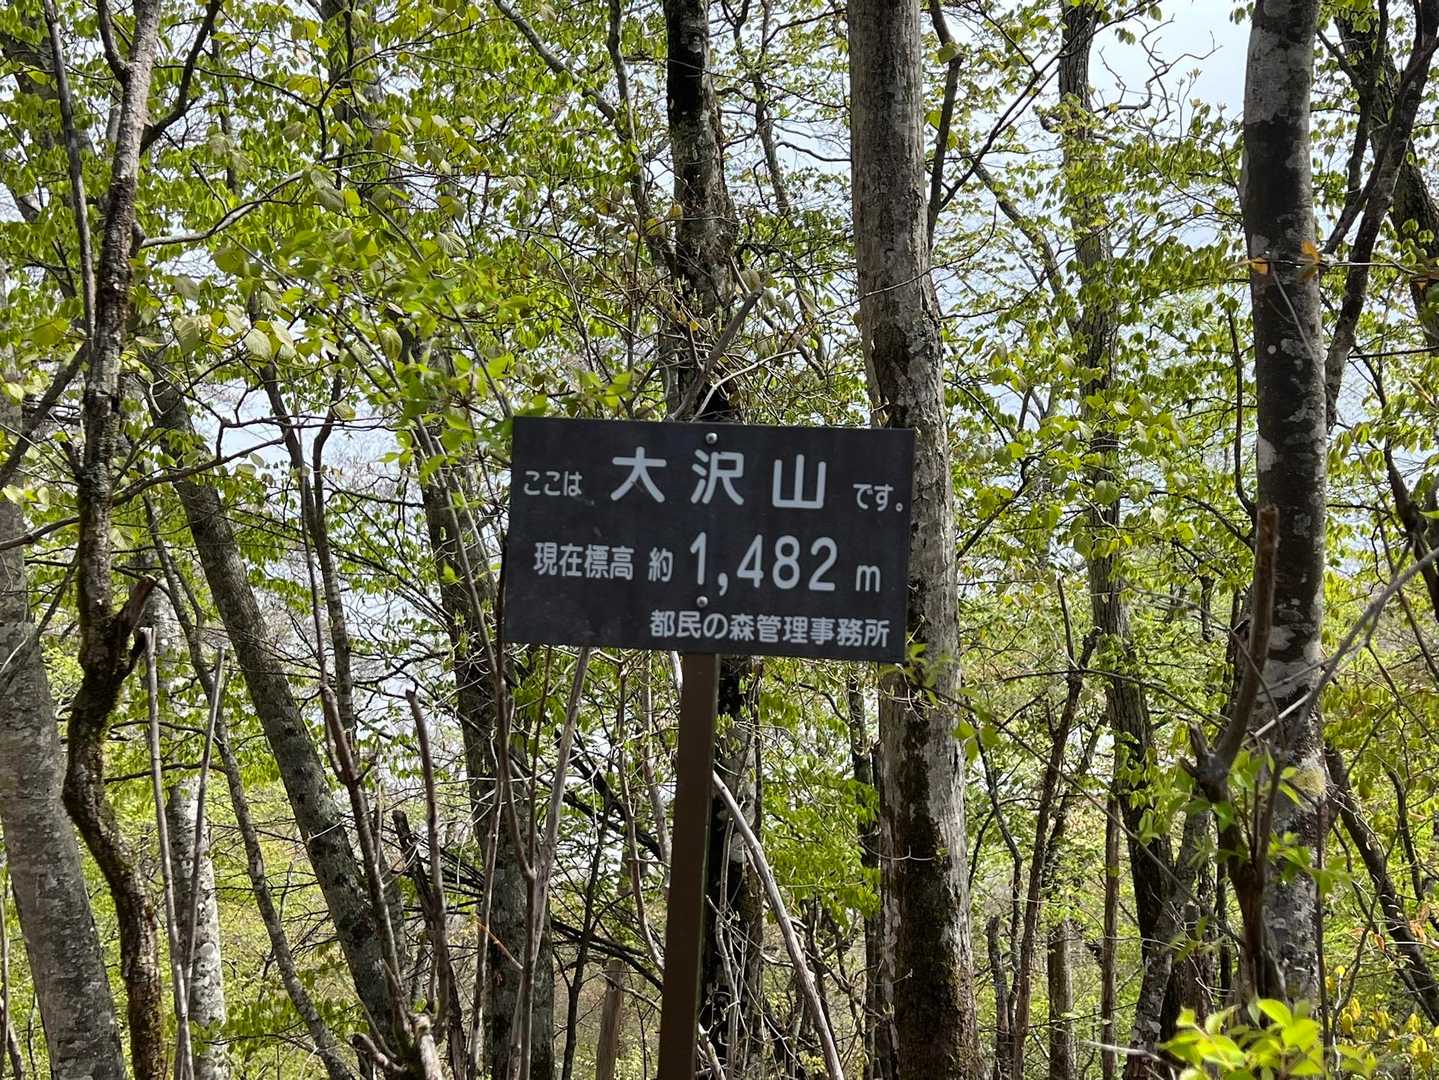 ここは 大沢山 です。
現在標高 約 1,482 m
都民の森管理事務所